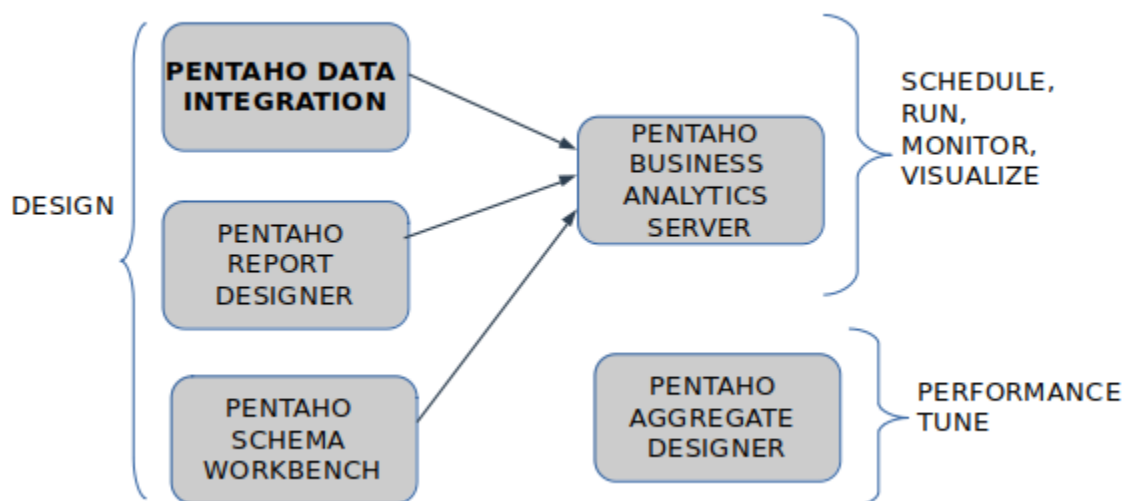 DESIGN
PENTAHO DATA
INTEGRATION
PENTAHO
REPORT
DESIGNER
PENTAHO
SCHEMA
WORKBENCH
PENTAHO
BUSINESS
ANALYTICS
SERVER
SCHEDULE,
RUN,
MONITOR,
VISUALIZE
PENTAHO
AGGREGATE
DESIGNER
PERFORMANCE
TUNE